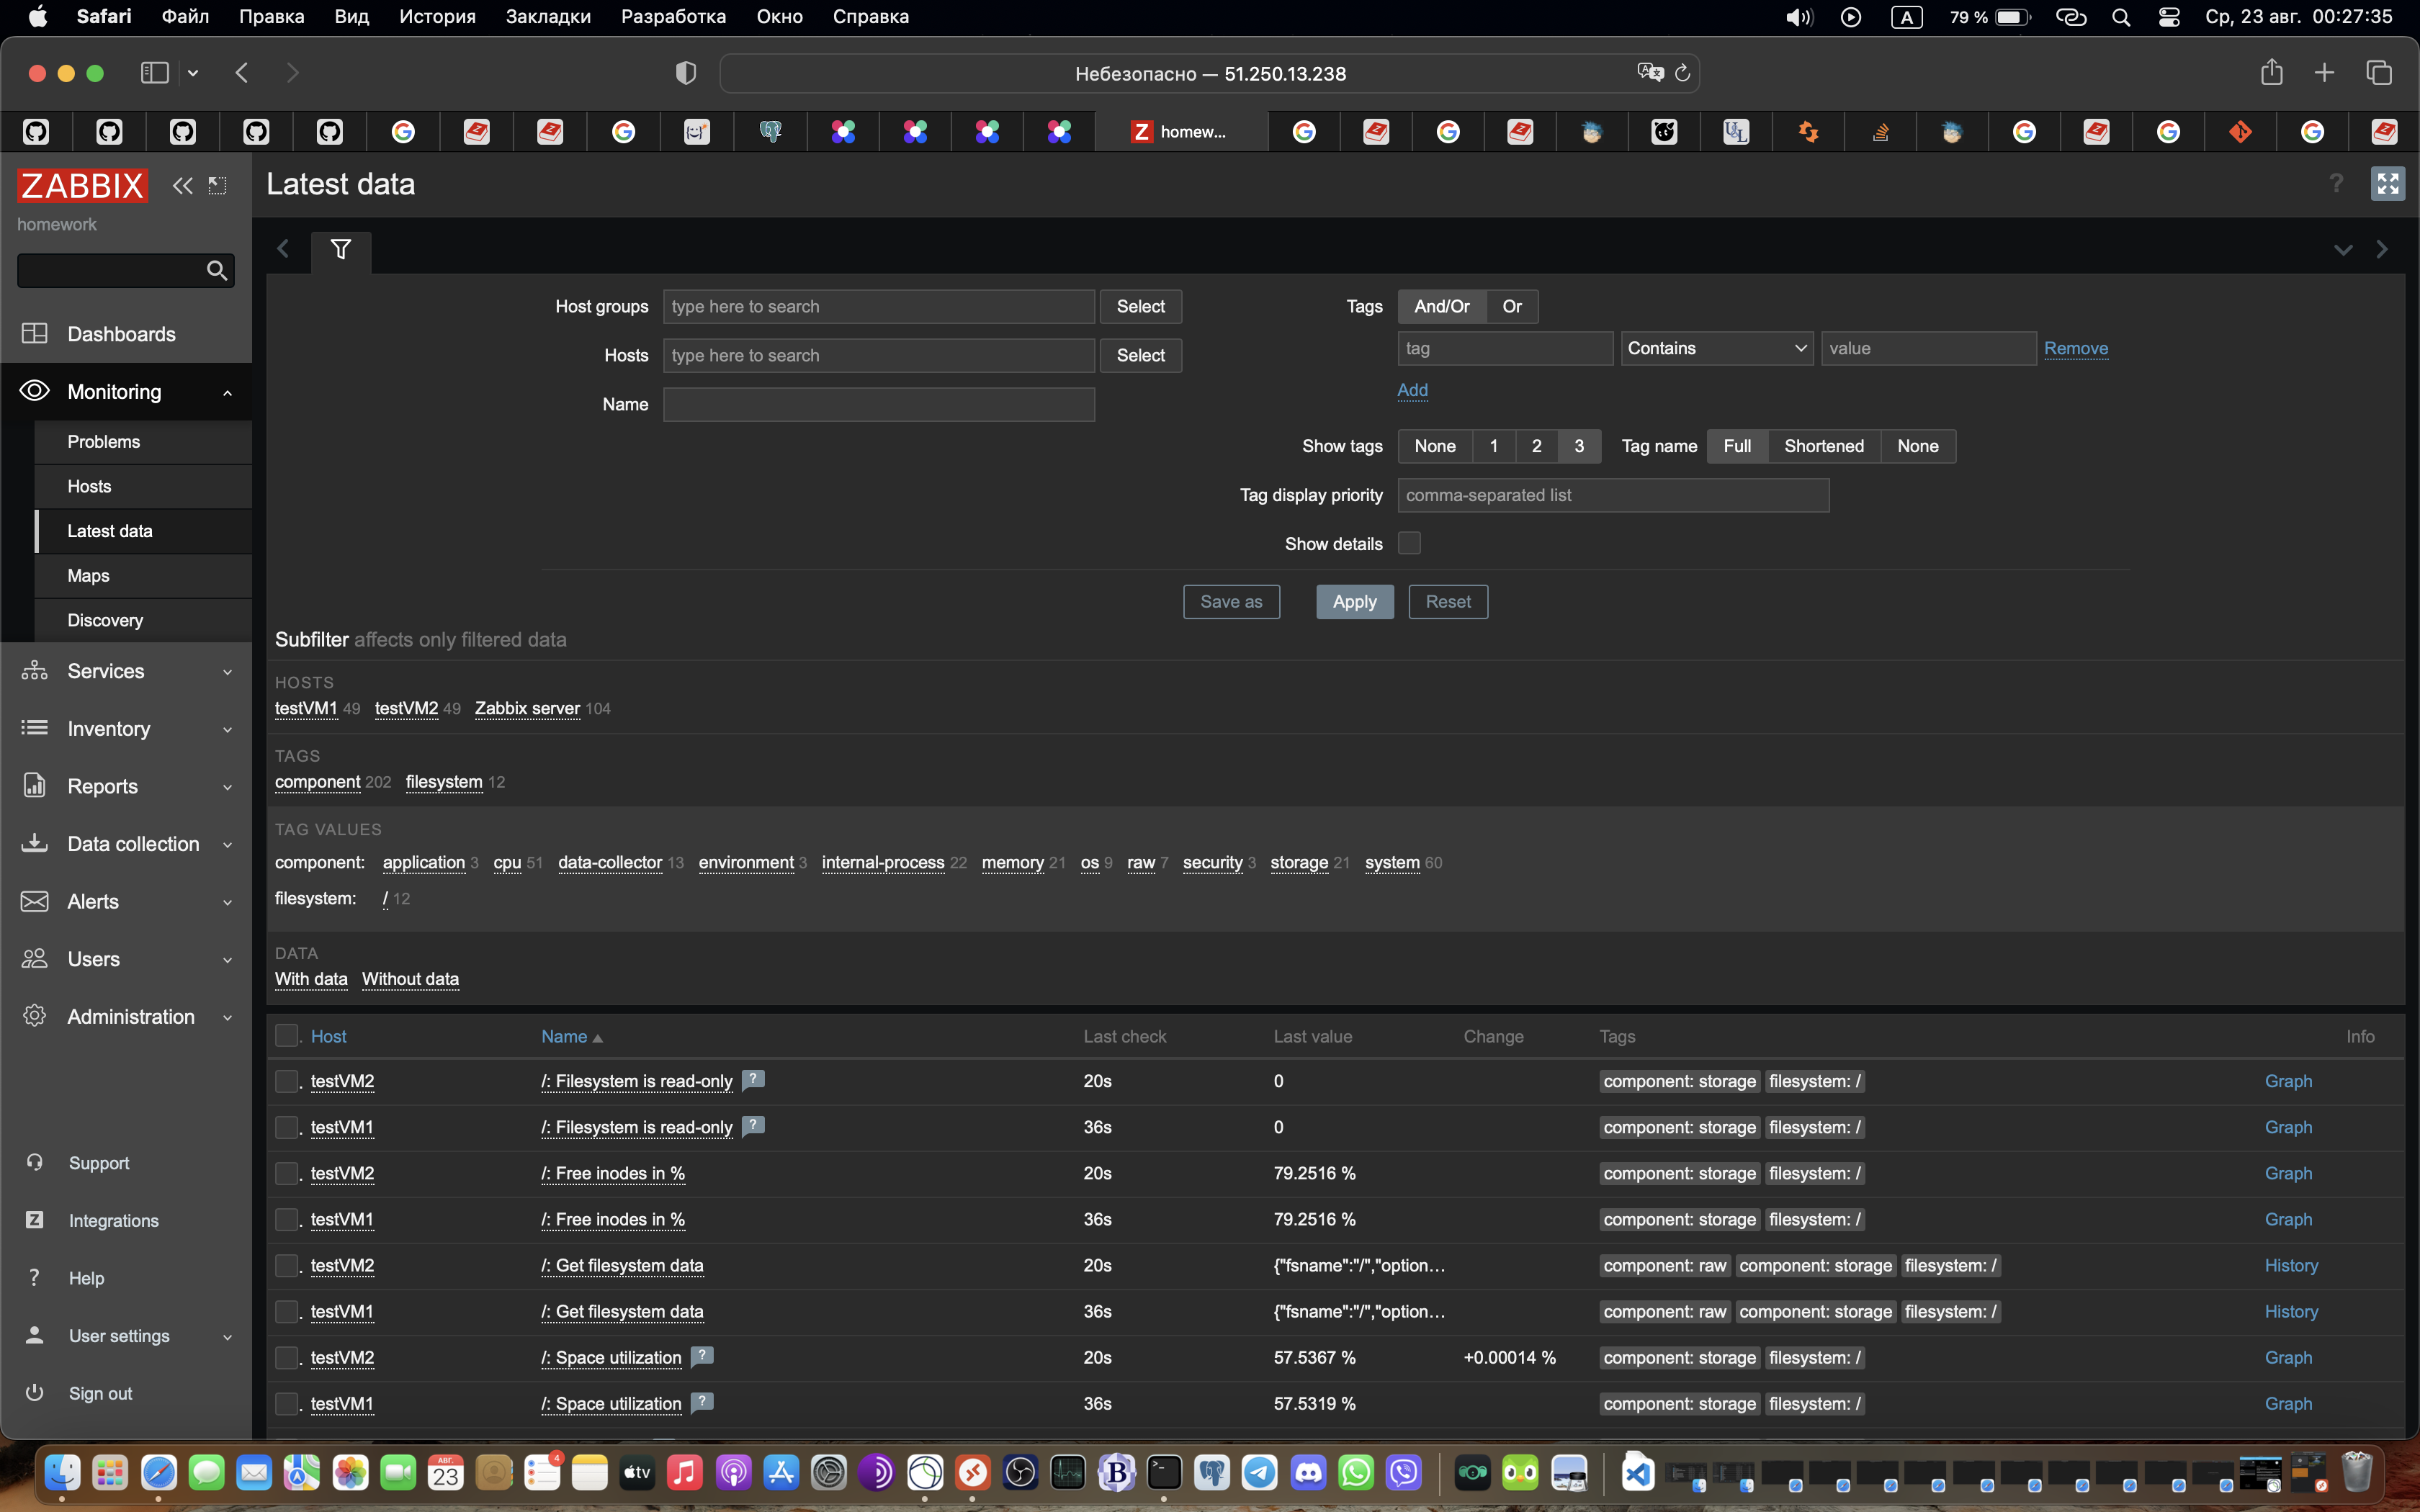 Safari Файл Правка Вид История Закладки Разработка Окно Справка A 79 % Ср, 23 авг. 00:27:35
Небезопасно — 51.250.13.238
homew...
ZABBIX
Latest data
?
homework
Host groups type here to search Select Tags And/Or Or
Hosts type here to search Select tag Contains value Remove
Add
Name
Show tags None 1 2 3 Tag name Full Shortened None
Tag display priority comma-separated list
Show details
Save as Apply Reset
Dashboards
Monitoring
Problems
Hosts
Latest data
Maps
Discovery
Services
Inventory
Reports
Data collection
Alerts
Users
Administration
Support
Integrations
Help
User settings
Sign out
Subfilter affects only filtered data
HOSTS
testVM1 49 testVM2 49 Zabbix server 104
TAGS
component 202 filesystem 12
TAG VALUES
component: application 3 cpu 51 data-collector 13 environment 3 internal-process 22 memory 21 os 9 raw 7 security 3 storage 21 system 60
filesystem: / 12
DATA
With data Without data
Host Name Last check Last value Change Tags Info
testVM2 /: Filesystem is read-only ? 20s 0 component: storage filesystem: / Graph
testVM1 /: Filesystem is read-only ? 36s 0 component: storage filesystem: / Graph
testVM2 /: Free inodes in % 20s 79.2516 % component: storage filesystem: / Graph
testVM1 /: Free inodes in % 36s 79.2516 % component: storage filesystem: / Graph
testVM2 /: Get filesystem data 20s {"fsname":"/","option... component: raw component: storage filesystem: / History
testVM1 /: Get filesystem data 36s {"fsname":"/","option... component: raw component: storage filesystem: / History
testVM2 /: Space utilization ? 20s 57.5367 % +0.00014 % component: storage filesystem: / Graph
testVM1 /: Space utilization ? 36s 57.5319 % component: storage filesystem: / Graph
АВГ.
23
4
tv
B